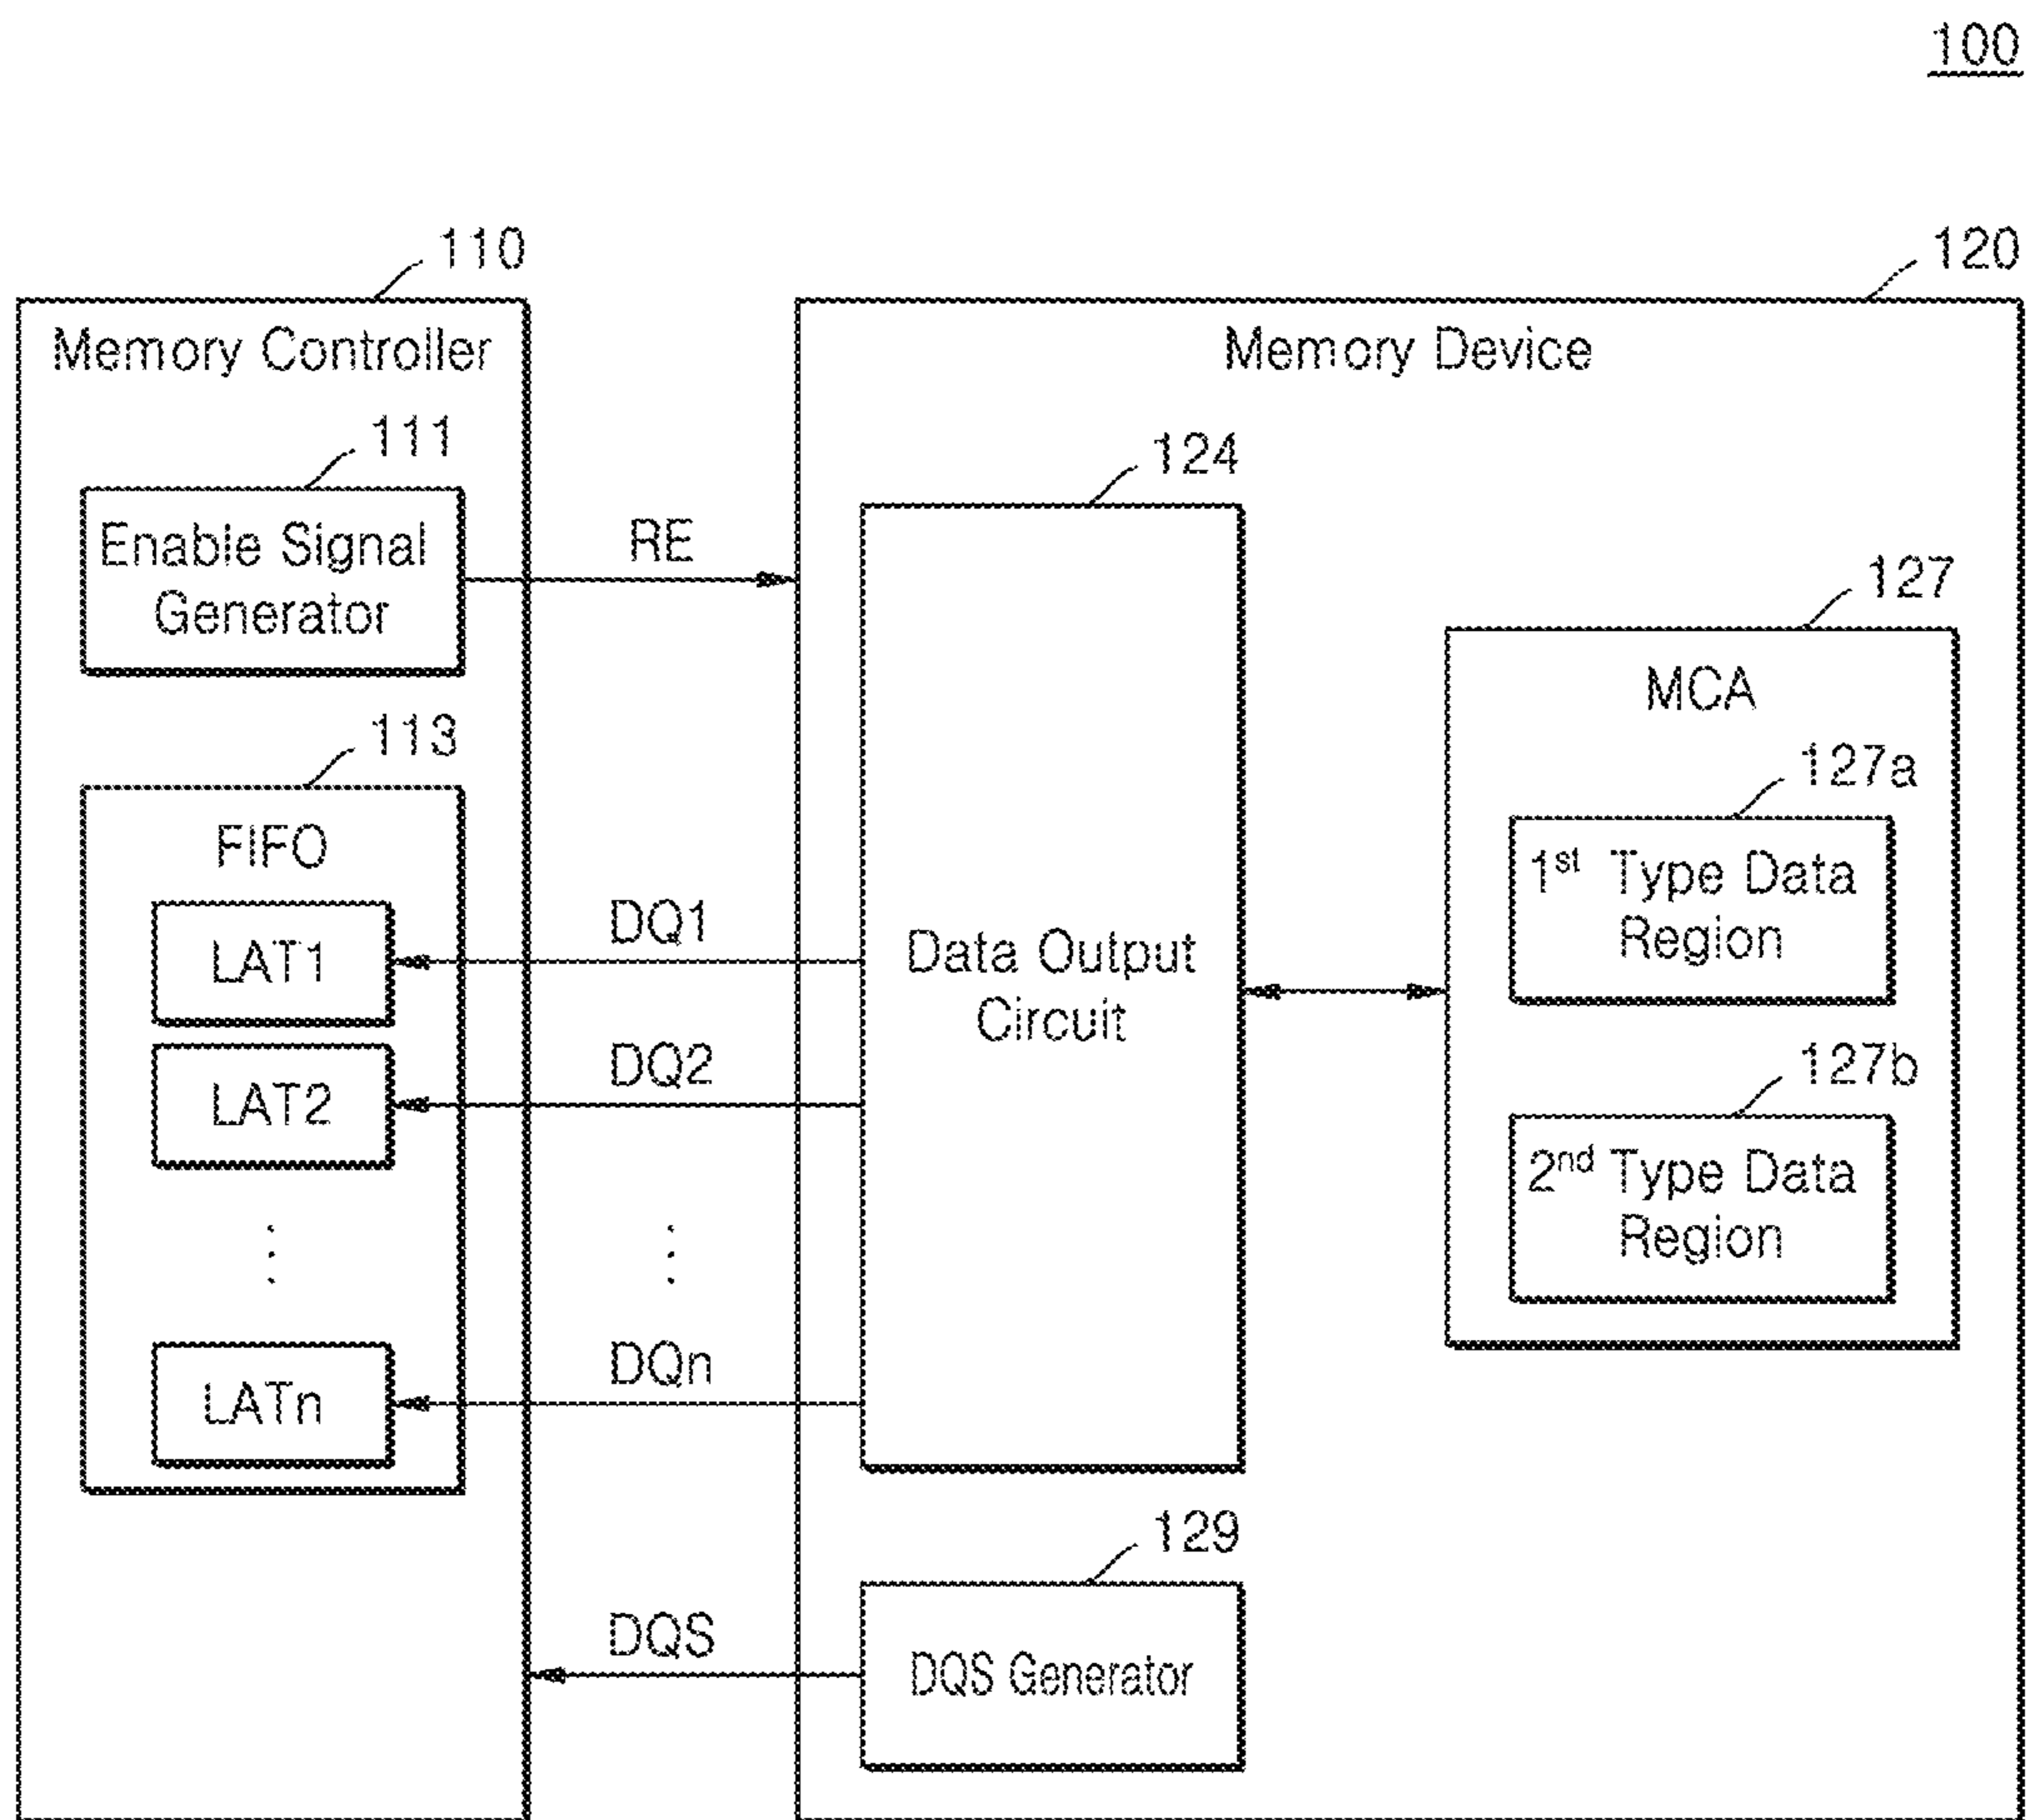 100
110
120
Memory Controller
Memory Device
111
Enable Signal
Generator
RE
124
Data Output
Circuit
127
MCA
127a
1st Type Data
Region
127b
2nd Type Data
Region
113
FIFO
LAT1
DQ1
LAT2
DQ2
⋮
⋮
LATn
DQn
129
DQS
DQS Generator